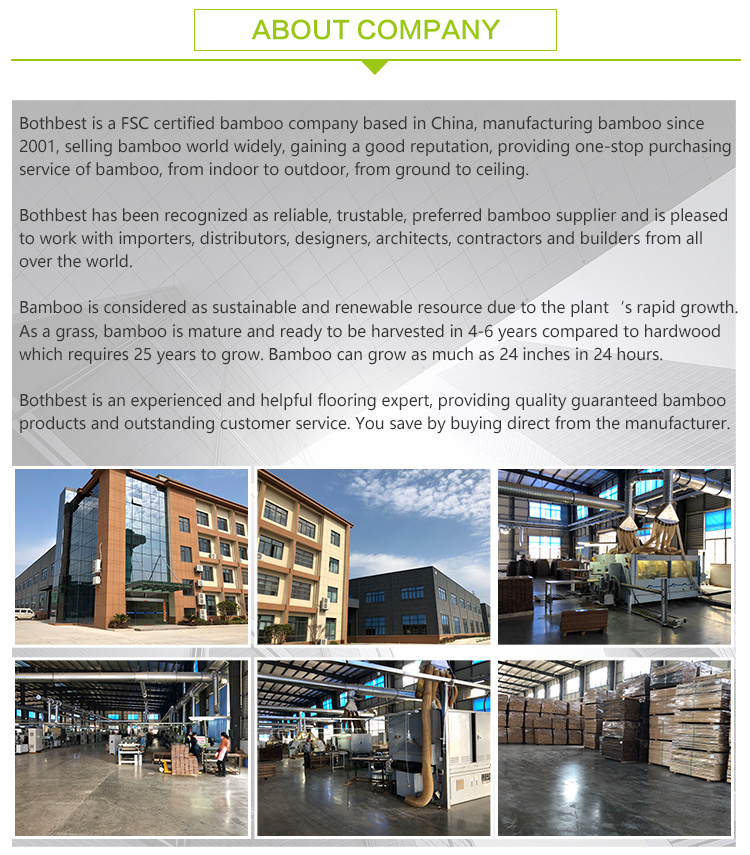 ABOUT COMPANY
Bothbest is a FSC certified bamboo company based in China, manufacturing bamboo since
2001, selling bamboo world widely, gaining a good reputation, providing one-stop purchasing
service of bamboo, from indoor to outdoor, from ground to ceiling.
Bothbest has been recognized as reliable, trustable, preferred bamboo supplier and is pleased
to work with importers, distributors, designers, architects, contractors and builders from all
over the world.
Bamboo is considered as sustainable and renewable resource due to the plant‘s rapid growth.
As a grass, bamboo is mature and ready to be harvested in 4-6 years compared to hardwood
which requires 25 years to grow. Bamboo can grow as much as 24 inches in 24 hours.
Bothbest is an experienced and helpful flooring expert, providing quality guaranteed bamboo
products and outstanding customer service. You save by buying direct from the manufacturer.